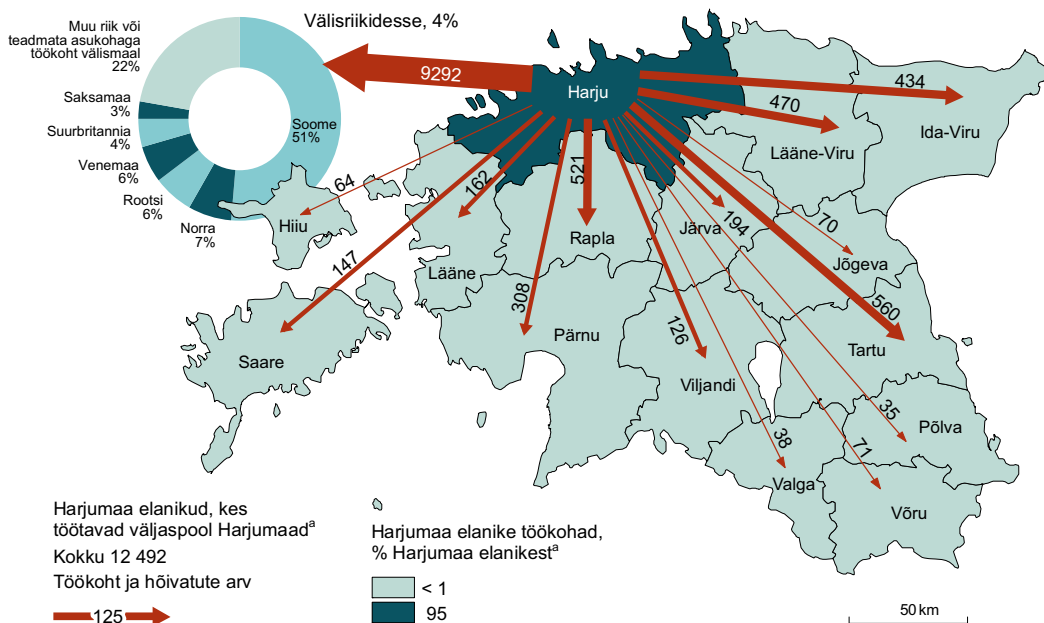 Muu riik või
teadmata asukohaga
töökoht välismaal
22%
Saksamaa
3%
Suurbritannia
4%
Venemaa
6%
Rootsi
6%
Norra
7%
Soome
51%
Välisriikidesse, 4%
9292
Harju
434
470
Ida-Viru
Lääne-Viru
64
162
521
194
70
Hiiu
Rapla
Järva
Jõgeva
147
Lääne
308
560
126
Pärnu
Tartu
Saare
Viljandi
35
38
71
Põlva
Valga
Võru
Harjumaa elanikud, kes
töötavad väljaspool Harjumaadᵃ
Kokku 12 492
Töökoht ja hõivatute arv
125
Harjumaa elanike töökohad,
% Harjumaa elanikestᵃ
< 1
95
50 km